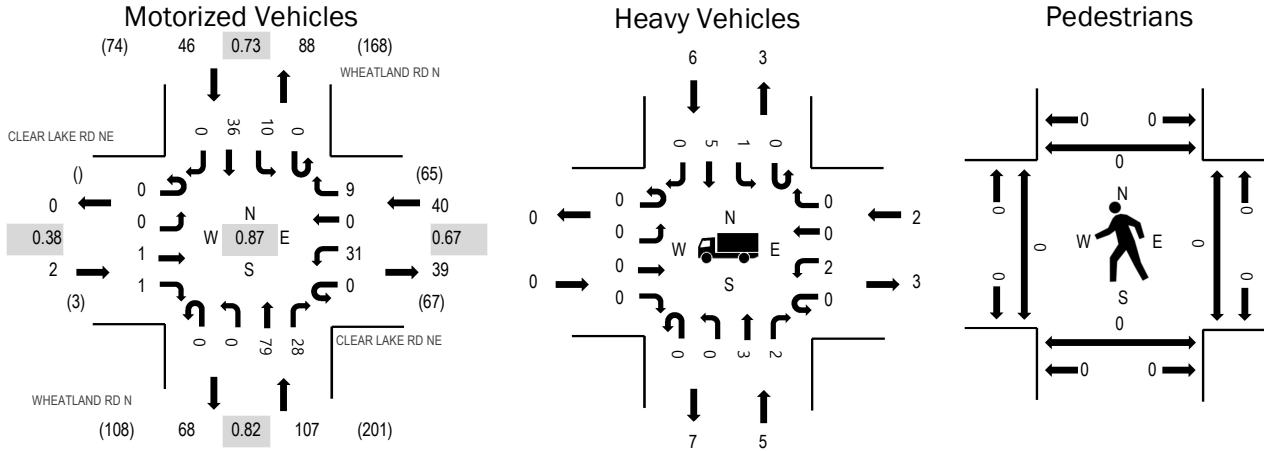 Motorized Vehicles Heavy Vehicles Pedestrians
(74) 46 0.73 88 (168)
WHEATLAND RD N
CLEAR LAKE RD NE
0 36 10 0
()
0
0.38
2
(3)
0
0
1
1
N
W 0.87 E
S
9
0
31
0
(65)
40
0.67
39
(67)
0 0 79 28
CLEAR LAKE RD NE
WHEATLAND RD N
(108) 68 0.82 107 (201)
6 3
0 5 1 0
0
0
0
0
0
0
N
W E
S
0
0
2
0
2
3
0 0 3 2
7 5
0 0
0
0
0
0
N
W E
S
0
0
0
0
0 0